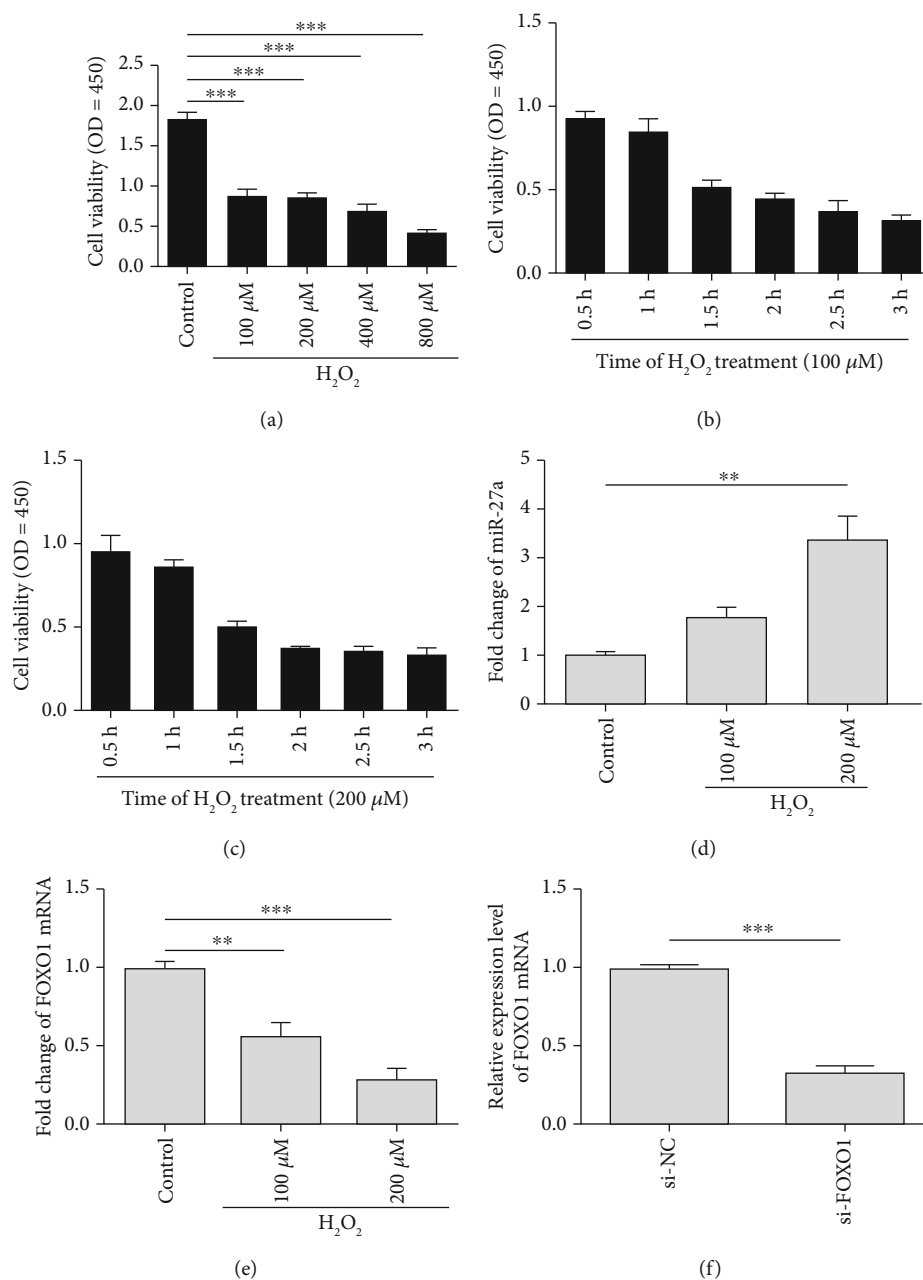 ***
***
***
***
Cell viability (OD = 450)
2.5
2.0
1.5
1.0
0.5
0.0
Control
100 μM
200 μM
400 μM
800 μM
H₂O₂
(a)
Cell viability (OD = 450)
1.5
1.0
0.5
0.0
0.5 h
1 h
1.5 h
2 h
2.5 h
3 h
Time of H₂O₂ treatment (100 μM)
(b)
Cell viability (OD = 450)
1.5
1.0
0.5
0.0
0.5 h
1 h
1.5 h
2 h
2.5 h
3 h
Time of H₂O₂ treatment (200 μM)
(c)
Fold change of miR-27a
5
4
3
2
1
0
**
Control
100 μM
200 μM
H₂O₂
(d)
Fold change of FOXO1 mRNA
1.5
1.0
0.5
0.0
***
**
Control
100 μM
200 μM
H₂O₂
(e)
Relative expression level
of FOXO1 mRNA
1.5
1.0
0.5
0.0
***
si-NC
si-FOXO1
(f)